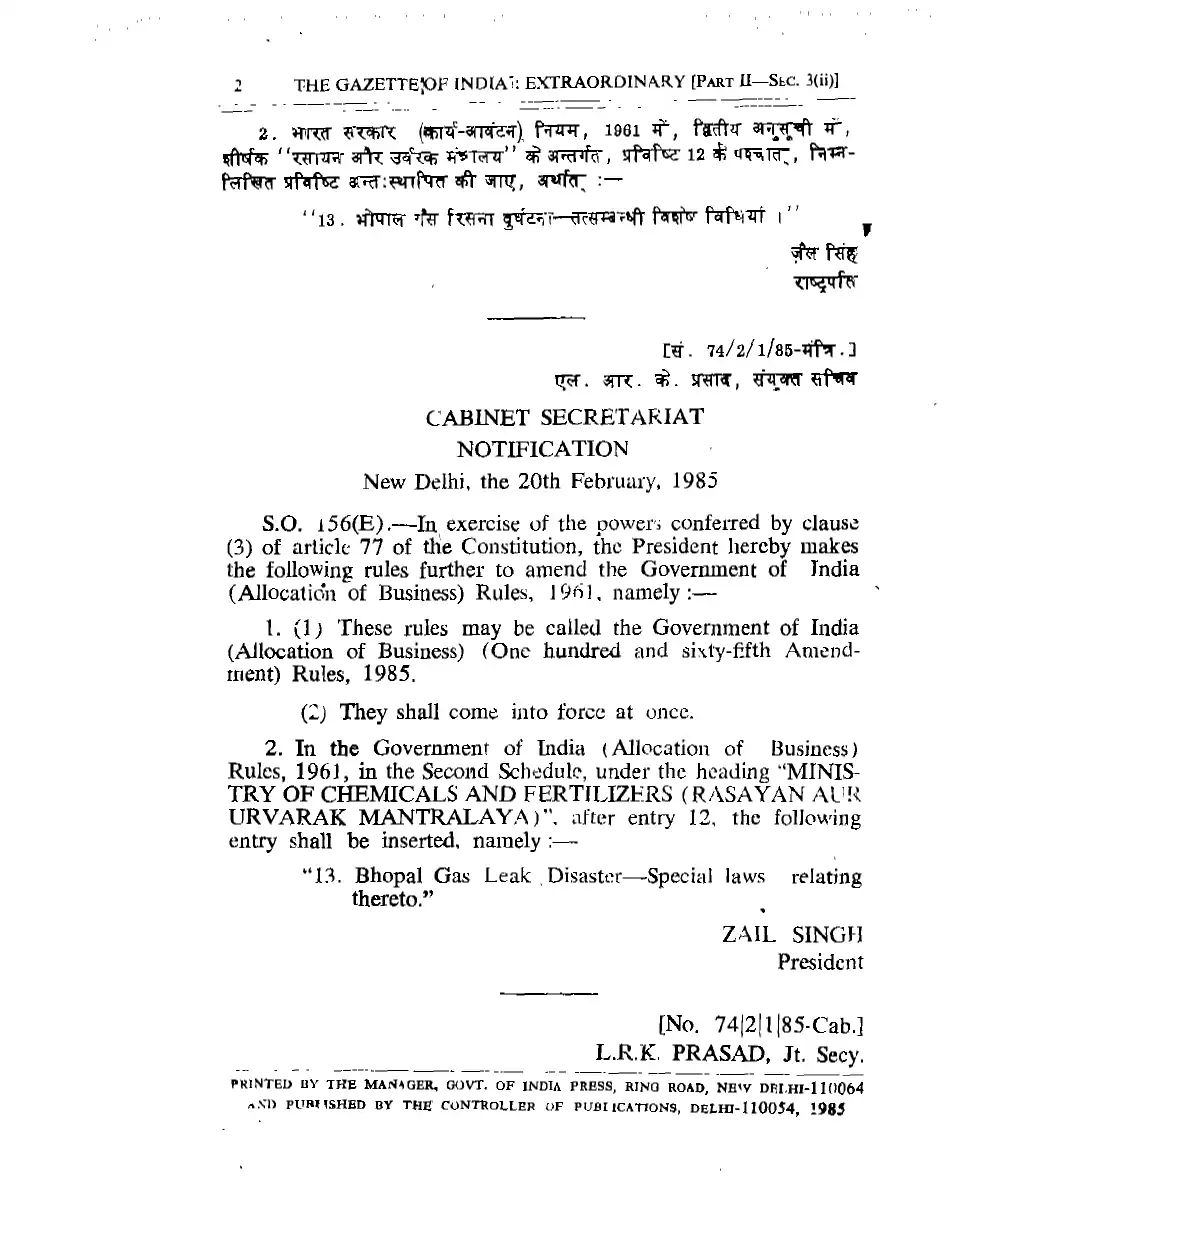 2 THE GAZETTE OF INDIA : EXTRAORDINARY [PART II—SEC. 3(ii)]
2. भारत सरकार (कार्य-आवंटन) नियम, 1961 में, द्वितीय अनुसूची में,
शीर्षक "रसायन और उर्वरक मंत्रालय" के अन्तर्गत, प्रविष्टि 12 के पश्चात्, निम्न-
लिखित प्रविष्टि अन्त:स्थापित की जाए, अर्थात् :—
"13. भोपाल गैस रिसना दुर्घटना—तत्सम्बन्धी विशेष विधियां ।"
ज़ैल सिंह
राष्ट्रपति
[सं. 74/2/1/85-मंत्रि.]
एल. आर. के. प्रसाद, संयुक्त सचिव
CABINET SECRETARIAT
NOTIFICATION
New Delhi, the 20th February, 1985
S.O. 156(E).—In exercise of the powers conferred by clause
(3) of article 77 of the Constitution, the President hereby makes
the following rules further to amend the Government of India
(Allocation of Business) Rules, 1961, namely :—
1. (1) These rules may be called the Government of India
(Allocation of Business) (One hundred and sixty-fifth Amend-
ment) Rules, 1985.
(2) They shall come into force at once.
2. In the Government of India (Allocation of Business)
Rules, 1961, in the Second Schedule, under the heading "MINIS-
TRY OF CHEMICALS AND FERTILIZERS (RASAYAN AUR
URVARAK MANTRALAYA)", after entry 12, the following
entry shall be inserted, namely :—
"13. Bhopal Gas Leak Disaster—Special laws relating
thereto."
ZAIL SINGH
President
[No. 74|2|1|85-Cab.]
L.R.K. PRASAD, Jt. Secy.
PRINTED BY THE MANAGER, GOVT. OF INDIA PRESS, RING ROAD, NEW DELHI-110064
AND PUBLISHED BY THE CONTROLLER OF PUBLICATIONS, DELHI-110054, 1985